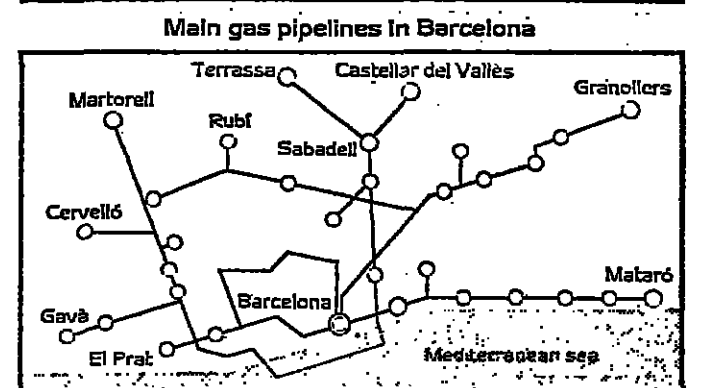 Main gas pipelines in Barcelona
Terrassa
Castellar del Vallès
Granollers
Martorell
Rubí
Sabadell
Cervelló
Mataró
Barcelona
Gavà
El Prat
Mediterranean sea